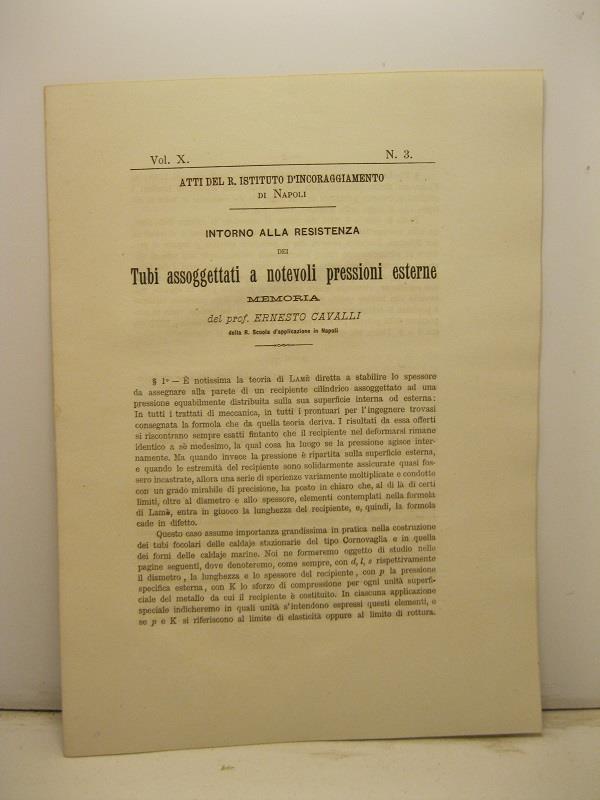 Vol. X.
N. 3.
ATTI DEL R. ISTITUTO D'INCORAGGIAMENTO
DI NAPOLI
INTORNO ALLA RESISTENZA
DEI
Tubi assoggettati a notevoli pressioni esterne
MEMORIA
del prof. ERNESTO CAVALLI
della R. Scuola d'applicazione in Napoli
§ 1º — È notissima la teoria di LAMÈ diretta a stabilire lo spessore
da assegnare alla parete di un recipiente cilindrico assoggettato ad una
pressione equabilmente distribuita sulla sua superficie interna od esterna:
In tutti i trattati di meccanica, in tutti i prontuari per l'ingegnere trovasi
consegnata la formola che da quella teoria deriva. I risultati da essa offerti
si riscontrano sempre esatti fintanto che il recipiente nel deformarsi rimane
identico a sè medesimo, la qual cosa ha luogo se la pressione agisce inter-
namente. Ma quando invece la pressione è ripartita sulla superficie esterna,
e quando le estremità del recipiente sono solidarmente assicurate quasi fos-
sero incastrate, allora una serie di sperienze variamente moltiplicate e condotte
con un grado mirabile di precisione, ha posto in chiaro che, al di là di certi
limiti, oltre al diametro e allo spessore, elementi contemplati nella formola
di Lamè, entra in giuoco la lunghezza del recipiente, e, quindi, la formola
cade in difetto.
Questo caso assume importanza grandissima in pratica nella costruzione
dei tubi focolari delle caldaje stazionarie del tipo Cornovaglia e in quella
dei forni delle caldaje marine. Noi ne formeremo oggetto di studio nelle
pagine seguenti, dove denoteremo, come sempre, con d, l, s rispettivamente
il diametro, la lunghezza e lo spessore del recipiente, con p la pressione
specifica esterna, con K lo sforzo di compressione per ogni unità superfi-
ciale del metallo da cui il recipiente è costituito. In ciascuna applicazione
speciale indicheremo in quali unità s'intendono espressi questi elementi, e
se p e K si riferiscono al limite di elasticità oppure al limite di rottura.